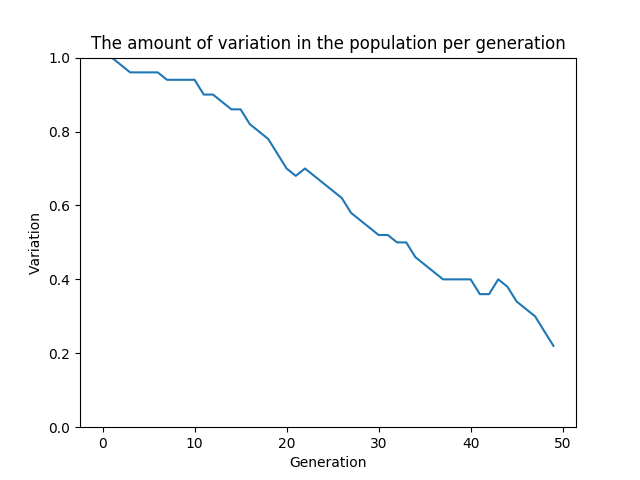 The amount of variation in the population per generation
1.0
0.8
0.6
0.4
0.2
0.0
Variation
0 10 20 30 40 50
Generation